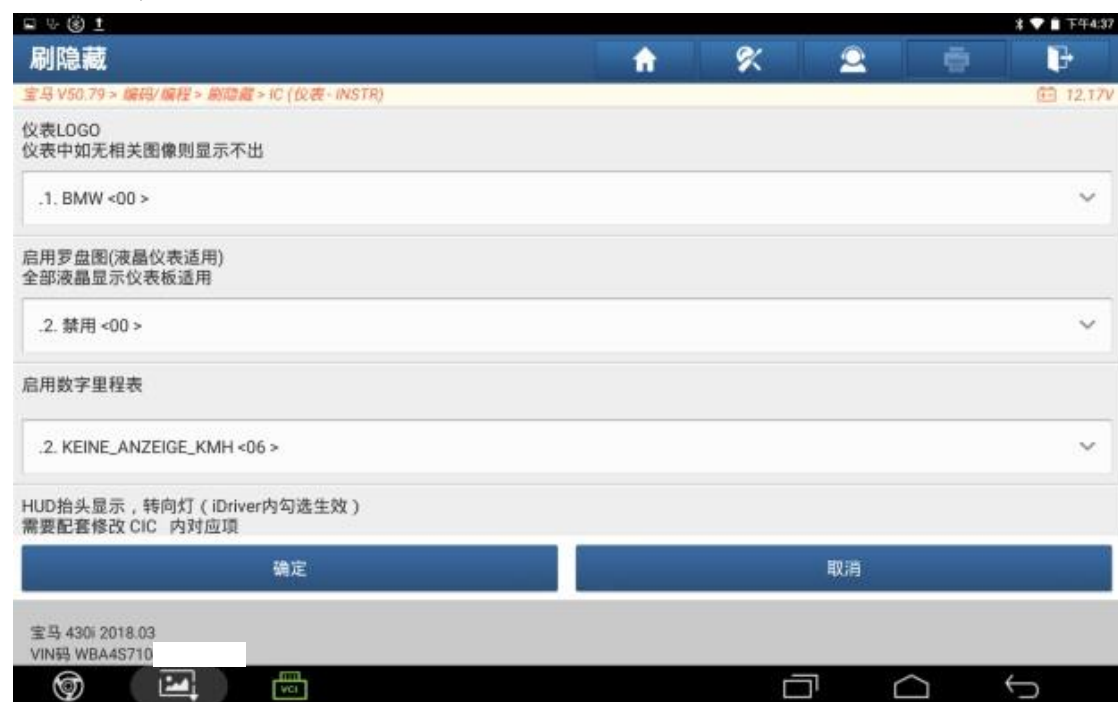 下午4:37
刷隐藏
宝马 V50.79 > 编码/编程 > 刷隐藏 > IC (仪表 - INSTR)
12.17V
仪表LOGO
仪表中如无相关图像则显示不出
.1. BMW <00 >
启用罗盘图(液晶仪表适用)
全部液晶显示仪表板适用
.2. 禁用 <00 >
启用数字里程表
.2. KEINE_ANZEIGE_KMH <06 >
HUD抬头显示，转向灯（iDriver内勾选生效）
需要配套修改 CIC 内对应项
确定
取消
宝马 430i 2018.03
VIN码 WBA4S710
VCI